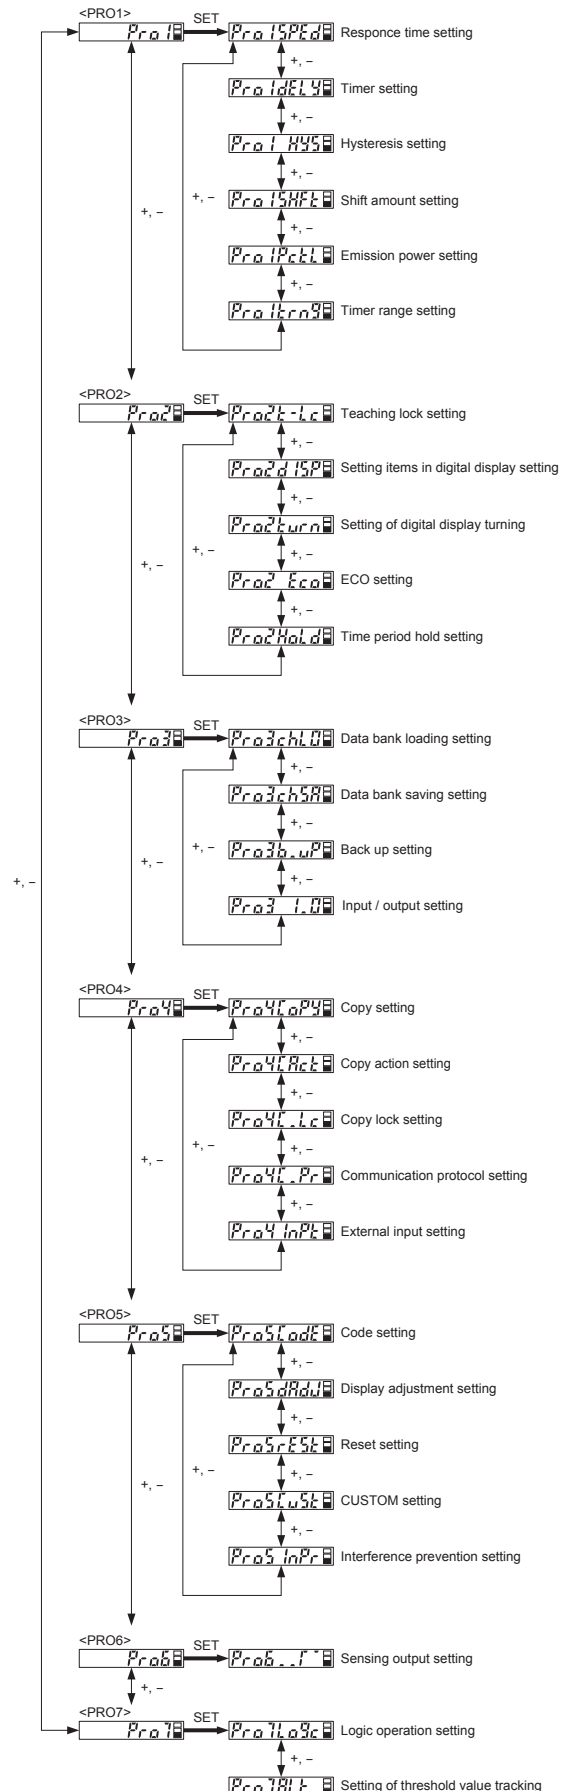 <PRO1>
Pro1 SET Pro1SPEd Responce time setting
+, −
Pro1dELY Timer setting
+, −
Pro1 HYS Hysteresis setting
+, −
+, − +, − Pro1SHFt Shift amount setting
+, −
Pro1PctL Emission power setting
+, −
Pro1trng Timer range setting
<PRO2>
Pro2 SET Pro2t-Lc Teaching lock setting
+, −
Pro2dISP Setting items in digital display setting
+, −
Pro2turn Setting of digital display turning
+, − +, − +, −
Pro2 Eco ECO setting
+, −
Pro2HoLd Time period hold setting
<PRO3>
Pro3 SET Pro3chLO Data bank loading setting
+, −
Pro3chSA Data bank saving setting
+, −
+, − +, − Pro3b.uP Back up setting
+, −
+, −
Pro3 I.O Input / output setting
<PRO4>
Pro4 SET Pro4CoPY Copy setting
+, −
Pro4CAct Copy action setting
+, −
Pro4C.Lc Copy lock setting
+, − +, − +, −
Pro4C.Pr Communication protocol setting
+, −
Pro4InPt External input setting
<PRO5>
Pro5 SET Pro5CodE Code setting
+, −
Pro5dAdJ Display adjustment setting
+, −
Pro5rESt Reset setting
+, − +, − +, −
Pro5CuSt CUSTOM setting
+, −
Pro5InPr Interference prevention setting
<PRO6>
Pro6 SET Pro6 Sensing output setting
+, −
<PRO7>
Pro7 SET Pro7Logc Logic operation setting
+, −
Pro7ALt Setting of threshold value tracking